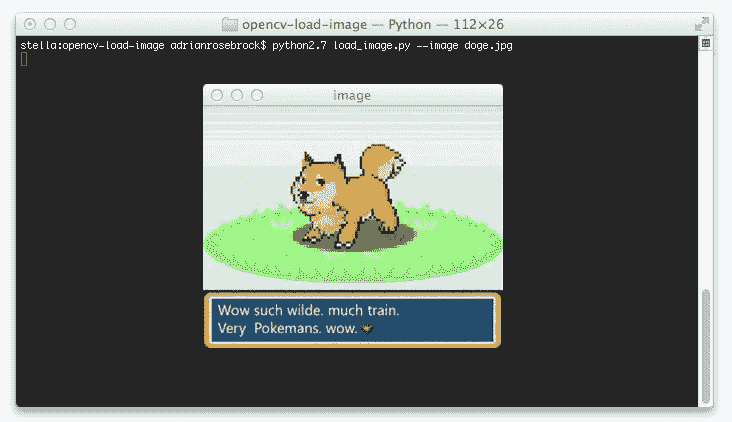 opencv-load-image — Python — 112×26
stella:opencv-load-image adrianrosebrock$ python2.7 load_image.py --image doge.jpg
image
Wow such wilde. much train.
Very Pokemans. wow.